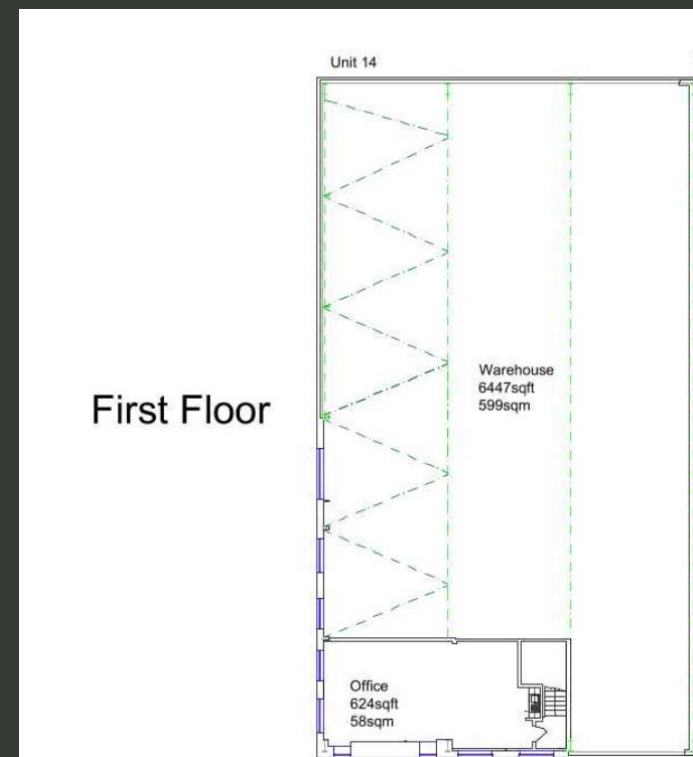 Unit 14
Warehouse
6447sqft
599sqm
First Floor
Office
624sqft
58sqm